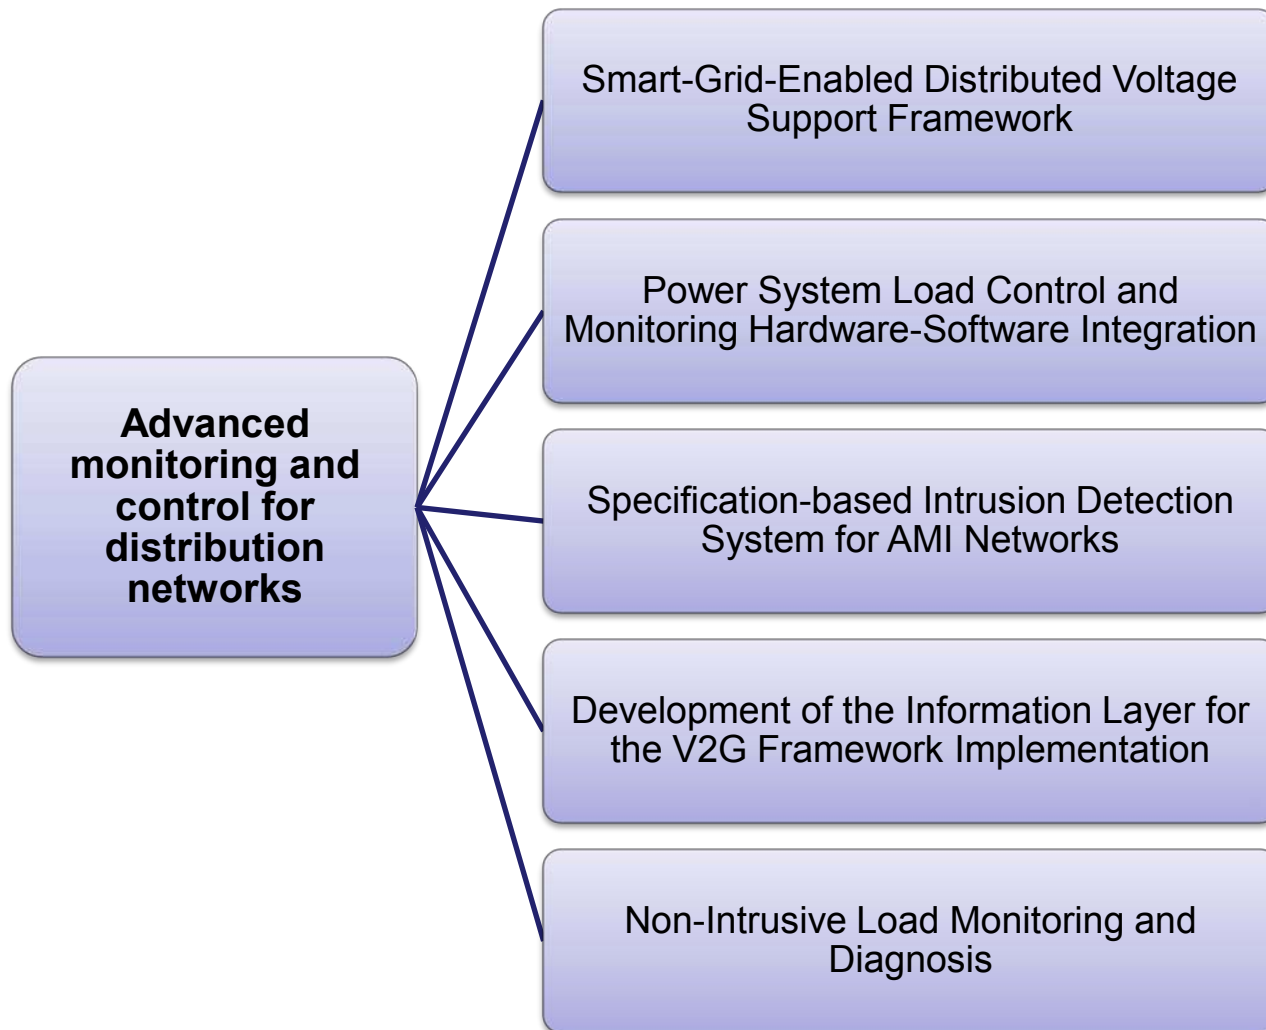 Smart-Grid-Enabled Distributed Voltage
Support Framework
Power System Load Control and
Monitoring Hardware-Software Integration
Advanced
monitoring and
control for
distribution
networks
Specification-based Intrusion Detection
System for AMI Networks
Development of the Information Layer for
the V2G Framework Implementation
Non-Intrusive Load Monitoring and
Diagnosis